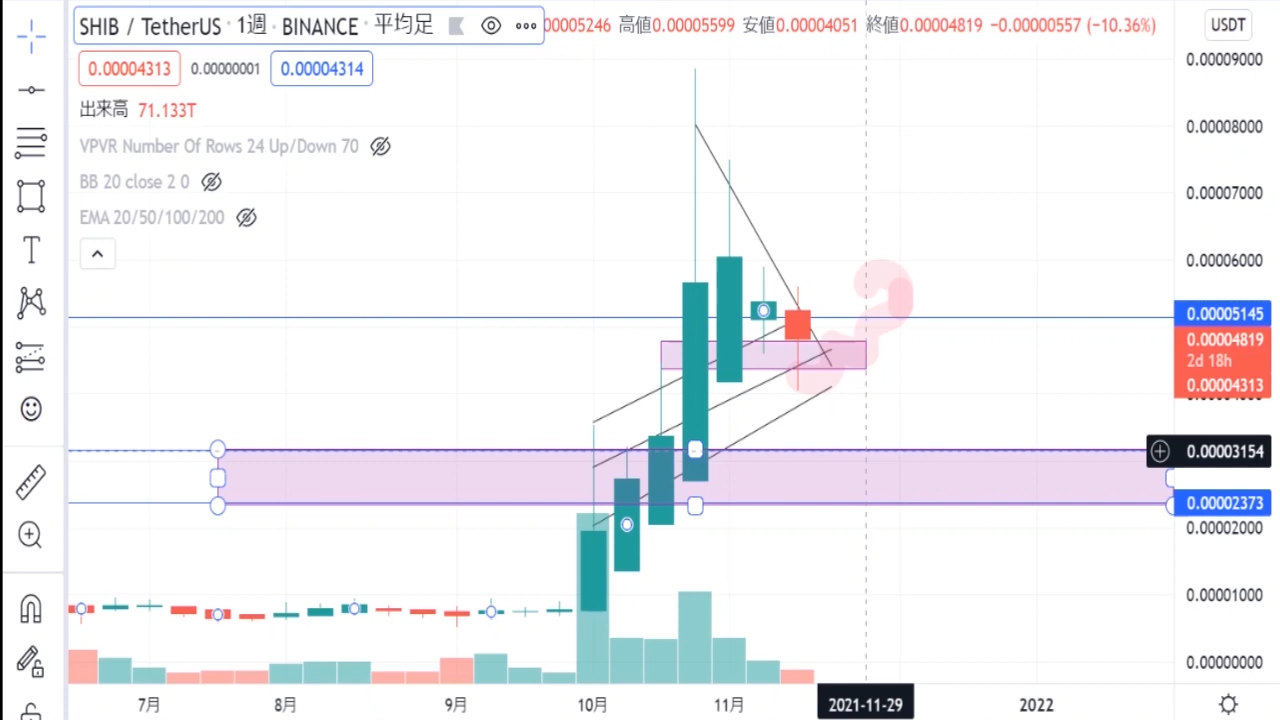 SHIB / TetherUS · 1週 · BINANCE · 平均足 00005246 高値0.00005599 安値0.00004051 終値0.00004819 −0.00000557 (−10.36%) USDT
0.00004313 0.00000001 0.00004314
出来高 71.133T
VPVR Number Of Rows 24 Up/Down 70
BB 20 close 2 0
EMA 20/50/100/200
T
0.00009000
0.00008000
0.00007000
0.00006000
0.00005145
0.00004819
2d 18h
0.00004313
0.00003154
0.00002373
0.00002000
0.00001000
0.00000000
7月 8月 9月 10月 11月 2021-11-29 2022